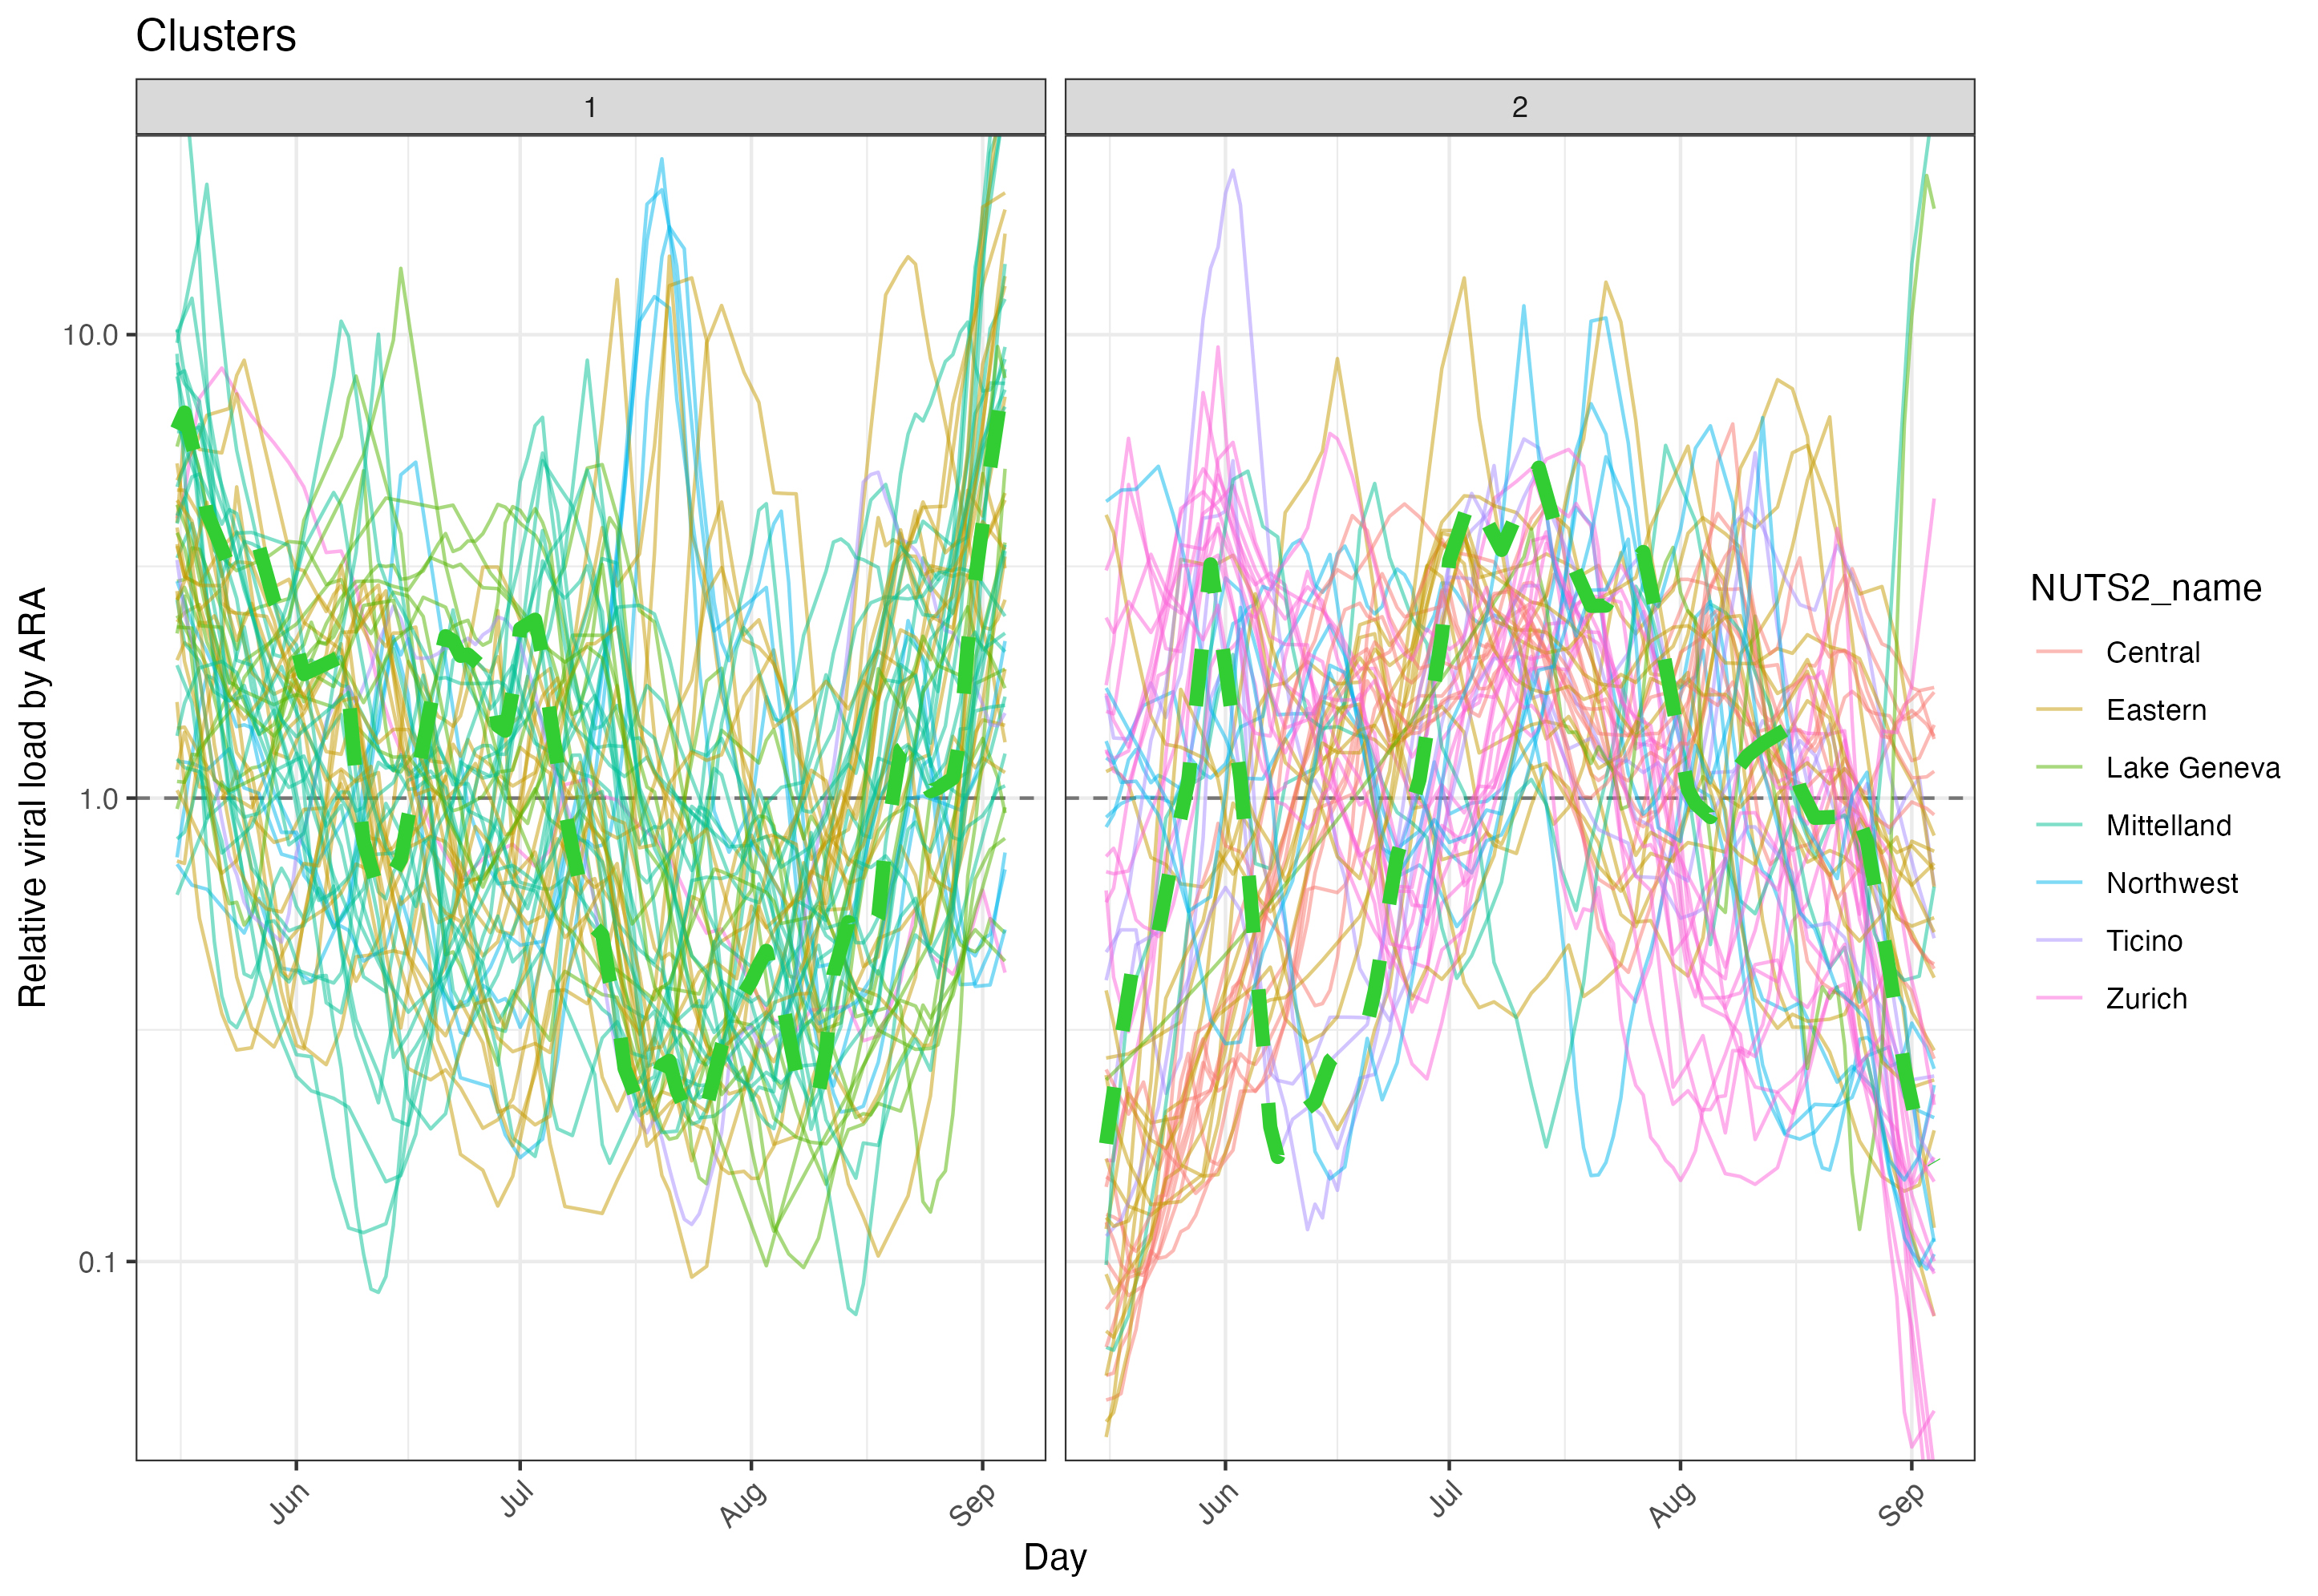 Clusters
1
2
Relative viral load by ARA
10.0
1.0
0.1
Jun
Jul
Aug
Sep
Jun
Jul
Aug
Sep
Day
NUTS2_name
Central
Eastern
Lake Geneva
Mittelland
Northwest
Ticino
Zurich